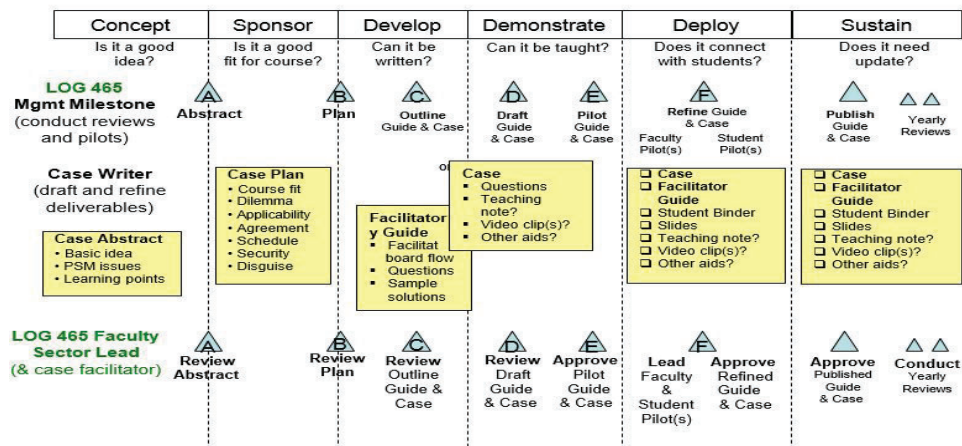 Concept
Sponsor
Develop
Demonstrate
Deploy
Sustain
Is it a good
idea?
Is it a good
fit for course?
Can it be
written?
Can it be taught?
Does it connect
with students?
Does it need
update?
LOG 465
Mgmt Milestone
(conduct reviews
and pilots)
A
Abstract
B
Plan
C
Outline
Guide & Case
D
Draft
Guide
& Case
E
Pilot
Guide
& Case
F
Refine Guide
& Case
Faculty
Pilot(s)
Student
Pilot(s)
Publish
Guide
& Case
Yearly
Reviews
Case Writer
(draft and refine
deliverables)
Case Abstract
• Basic idea
• PSM issues
• Learning points
Case Plan
• Course fit
• Dilemma
• Applicability
• Agreement
• Schedule
• Security
• Disguise
Facilitator
y Guide
▪ Facilitat
board flow
▪ Questions
▪ Sample
solutions
Case
▪ Questions
▪ Teaching
note?
▪ Video clip(s)?
▪ Other aids?
❑ Case
❑ Facilitator
Guide
❑ Student Binder
❑ Slides
❑ Teaching note?
❑ Video clip(s)?
❑ Other aids?
❑ Case
❑ Facilitator
Guide
❑ Student Binder
❑ Slides
❑ Teaching note?
❑ Video clip(s)?
❑ Other aids?
LOG 465 Faculty
Sector Lead
(& case facilitator)
A
Review
Abstract
B
Review
Plan
C
Review
Outline
Guide &
Case
D
Review
Draft
Guide
& Case
E
Approve
Pilot
Guide
& Case
F
Lead
Faculty
&
Student
Pilot(s)
Approve
Refined
Guide
& Case
Approve
Published
Guide
& Case
Conduct
Yearly
Reviews